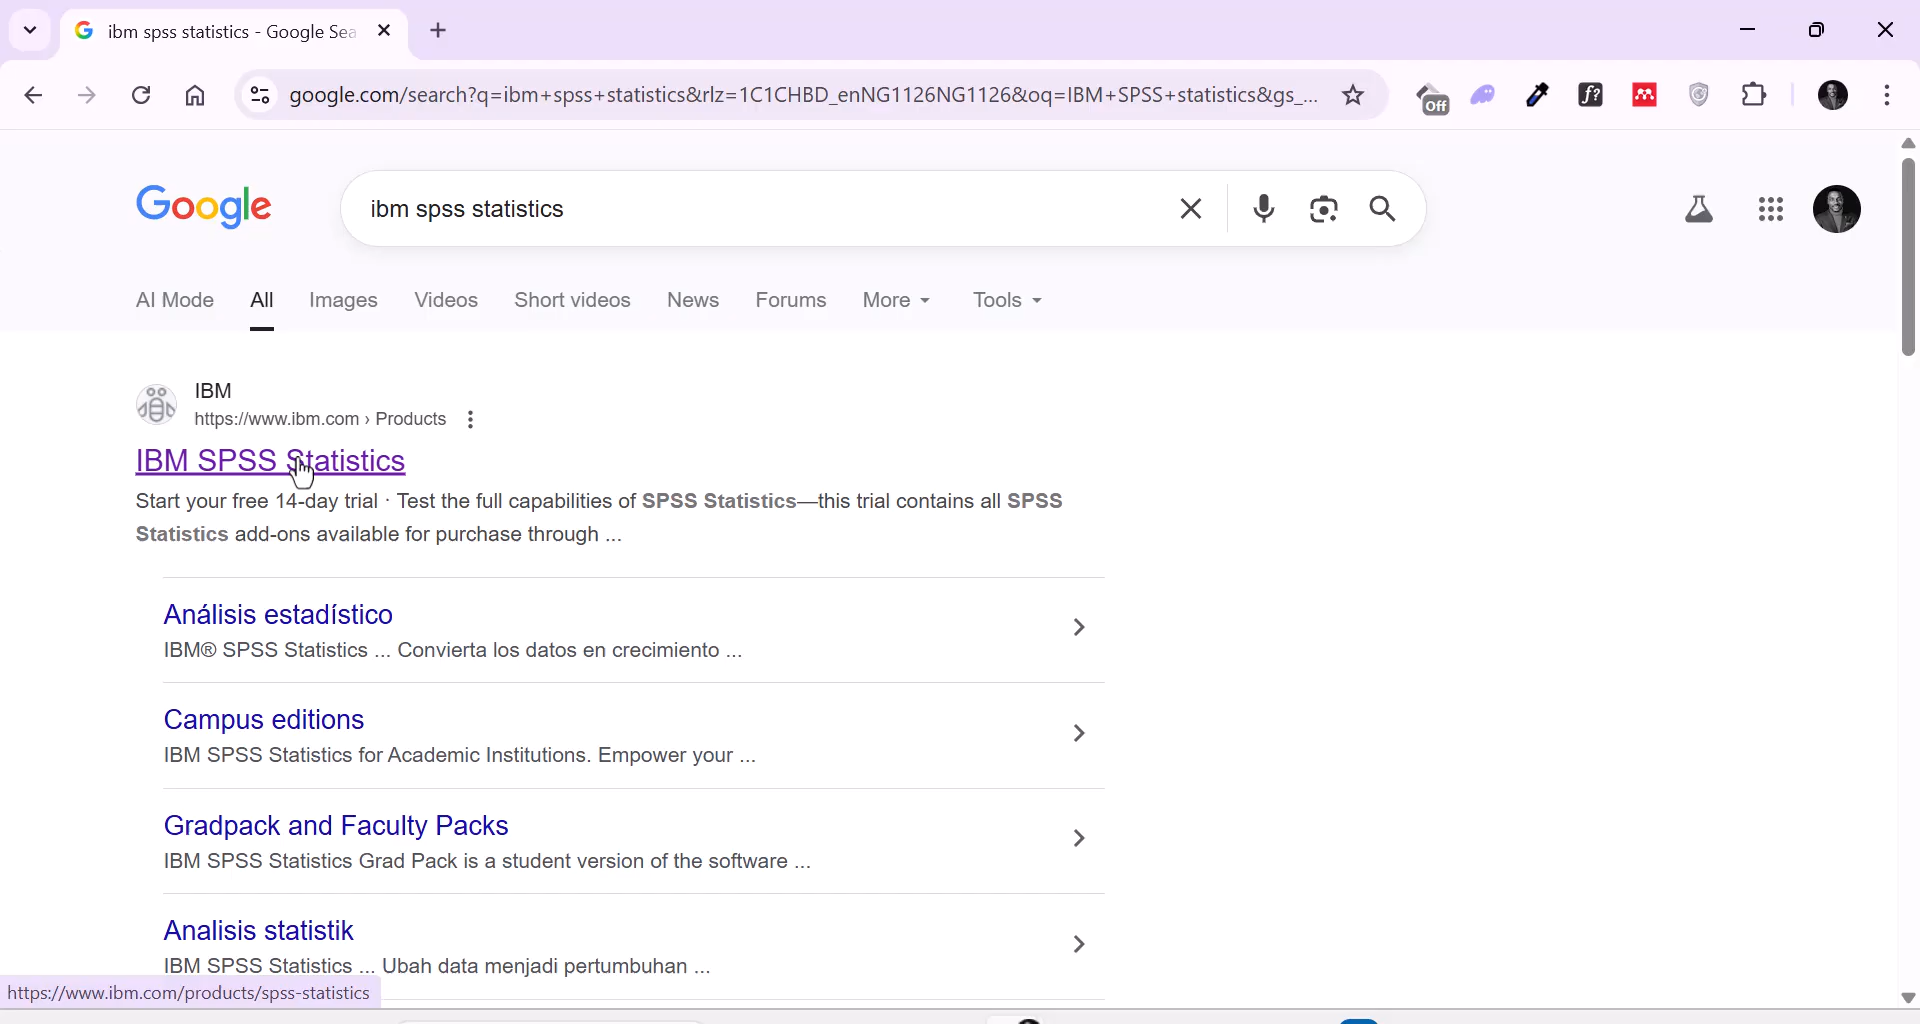 ibm spss statistics - Google Sea
google.com/search?q=ibm+spss+statistics&rlz=1C1CHBD_enNG1126NG1126&oq=IBM+SPSS+statistics&gs_...
Off
f?
Google
ibm spss statistics
AI Mode All Images Videos Short videos News Forums More Tools
IBM
https://www.ibm.com › Products
IBM SPSS Statistics
Start your free 14-day trial · Test the full capabilities of SPSS Statistics—this trial contains all SPSS
Statistics add-ons available for purchase through ...
Análisis estadístico
IBM® SPSS Statistics ... Convierta los datos en crecimiento ...
Campus editions
IBM SPSS Statistics for Academic Institutions. Empower your ...
Gradpack and Faculty Packs
IBM SPSS Statistics Grad Pack is a student version of the software ...
Analisis statistik
IBM SPSS Statistics ... Ubah data menjadi pertumbuhan ...
https://www.ibm.com/products/spss-statistics